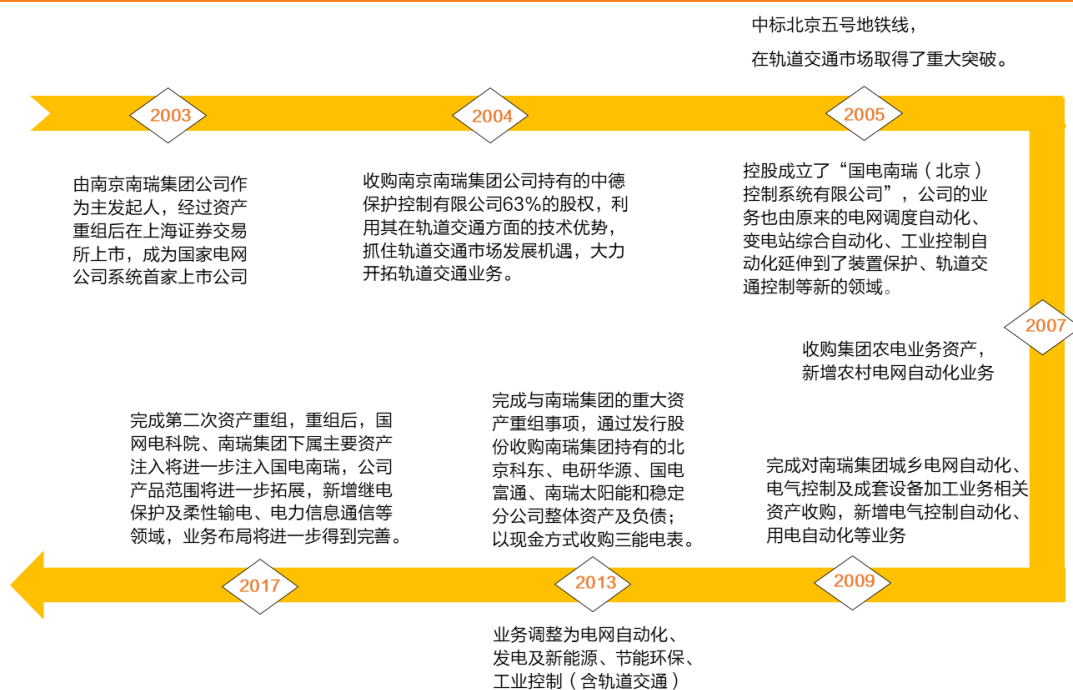 中标北京五号地铁线，
在轨道交通市场取得了重大突破。
2003
2004
2005
由南京南瑞集团公司作
为主发起人，经过资产
重组后在上海证券交易
所上市，成为国家电网
公司系统首家上市公司
收购南京南瑞集团公司持有的中德
保护控制有限公司63%的股权，利
用其在轨道交通方面的技术优势，
抓住轨道交通市场发展机遇，大力
开拓轨道交通业务。
控股成立了“国电南瑞（北京）
控制系统有限公司”，公司的业
务也由原来的电网调度自动化、
变电站综合自动化、工业控制自
动化延伸到了装置保护、轨道交
通控制等新的领域。
2007
收购集团农电业务资产，
新增农村电网自动化业务
完成对南瑞集团城乡电网自动化、
电气控制及成套设备加工业务相关
资产收购，新增电气控制自动化、
用电自动化等业务
2009
完成与南瑞集团的重大资
产重组事项，通过发行股
份收购南瑞集团持有的北
京科东、电研华源、国电
富通、南瑞太阳能和稳定
分公司整体资产及负债；
以现金方式收购三能电表。
2013
业务调整为电网自动化、
发电及新能源、节能环保、
工业控制（含轨道交通）
完成第二次资产重组，重组后，国
网电科院、南瑞集团下属主要资产
注入将进一步注入国电南瑞，公司
产品范围将进一步拓展，新增继电
保护及柔性输电、电力信息通信等
领域，业务布局将进一步得到完善。
2017